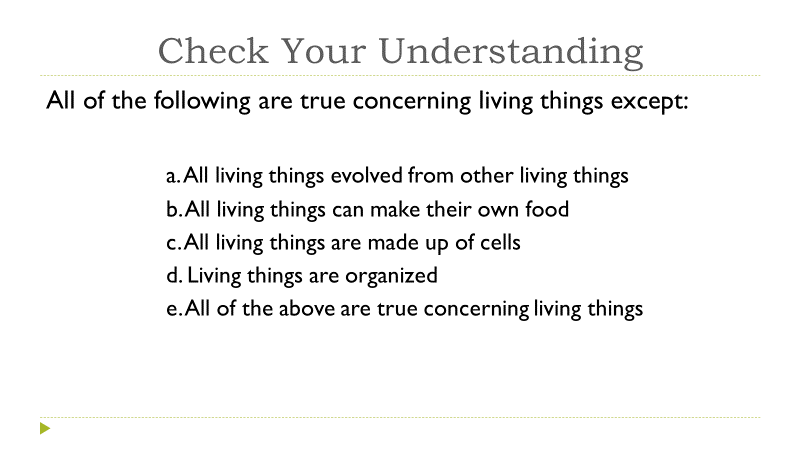 Check Your Understanding
All of the following are true concerning living things except:
a. All living things evolved from other living things
b. All living things can make their own food
c. All living things are made up of cells
d. Living things are organized
e. All of the above are true concerning living things